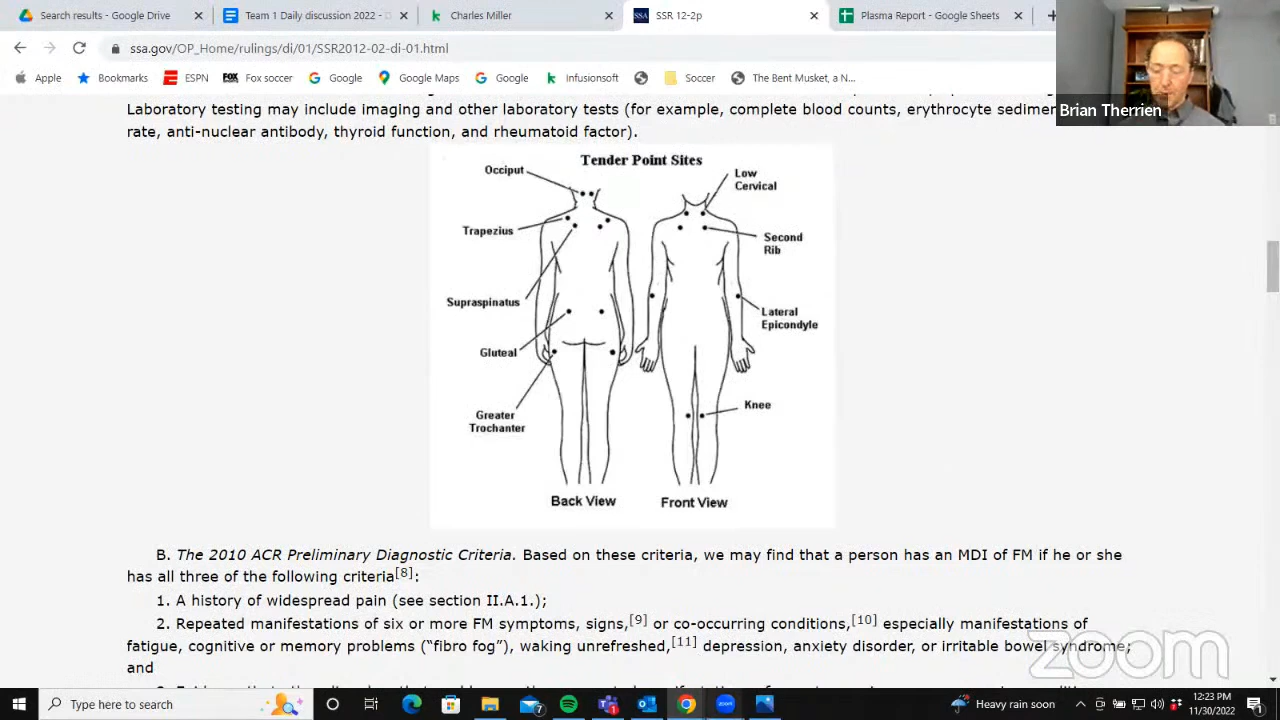 Search outputs - Google Drive
Team 1 Daily discussion 2023
Charles Miller
SSR 12-2p
Plasma Report - Google Sheets
ssa.gov/OP_Home/rulings/di/01/SSR2012-02-di-01.html
Apple Bookmarks ESPN Fox soccer Google Google Maps Google Infusionsoft Soccer The Bent Musket, a N...
Brian Therrien
Laboratory testing may include imaging and other laboratory tests (for example, complete blood counts, erythrocyte
rate, anti-nuclear antibody, thyroid function, and rheumatoid factor).
Tender Point Sites
Occiput
Low
Cervical
Trapezius
Second
Rib
Supraspinatus
Lateral
Epicondyle
Gluteal
Greater
Trochanter
Knee
Back View
Front View
B. The 2010 ACR Preliminary Diagnostic Criteria. Based on these criteria, we may find that a person has an MDI of FM if he or she
has all three of the following criteria[8]:
1. A history of widespread pain (see section II.A.1.);
2. Repeated manifestations of six or more FM symptoms, signs,[9] or co-occurring conditions,[10] especially manifestations of
fatigue, cognitive or memory problems (“fibro fog”), waking unrefreshed,[11] depression, anxiety disorder, or irritable bowel syndrome;
and
zoom
Type here to search
Heavy rain soon
12:23 PM
11/30/2022